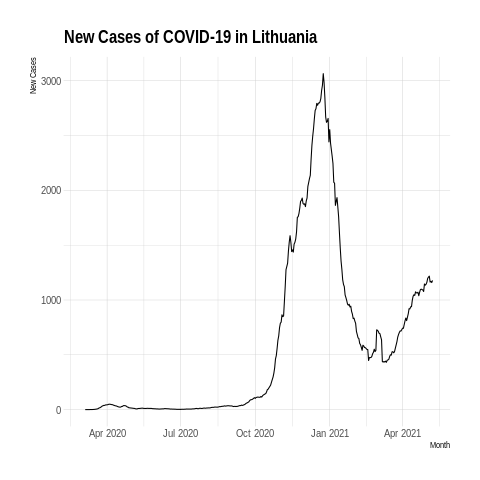 New Cases of COVID-19 in Lithuania
New Cases
3000
2000
1000
0
Apr 2020 Jul 2020 Oct 2020 Jan 2021 Apr 2021
Month